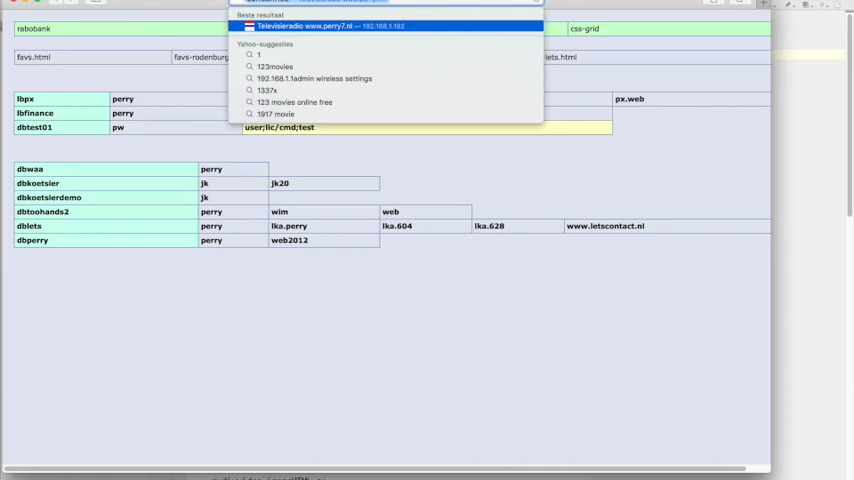 Beste resultaat
Televisieradio www.perry7.nl — 192.168.1.192
Yahoo-suggesties
1
123movies
192.168.1.1admin wireless settings
1337x
123 movies online free
1917 movie
rabobank css-grid
favs.html favs-rodenburg lets.html
lbpx perry px.web
lbfinance perry
dbtest01 pw user;lic/cmd;test
dbwaa perry
dbkoetsier jk jk20
dbkoetsierdemo jk
dbtoohands2 perry wim web
dblets perry lka.perry lka.604 lka.628 www.letscontact.nl
dbperry perry web2012